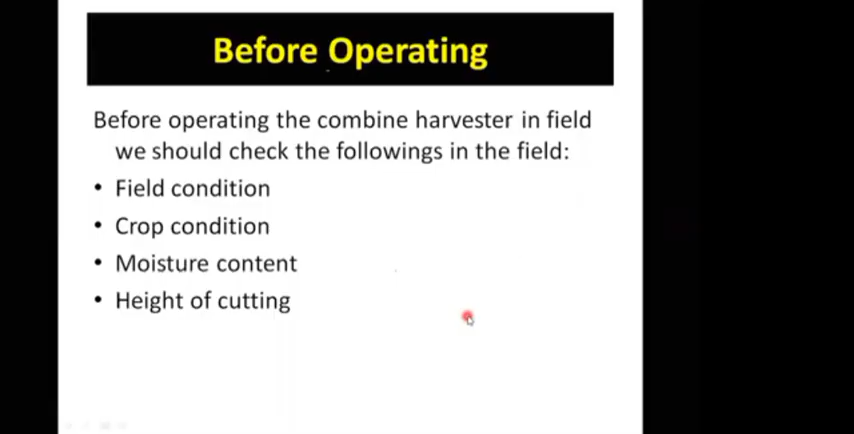 Before Operating
Before operating the combine harvester in field
we should check the followings in the field:
• Field condition
• Crop condition
• Moisture content
• Height of cutting